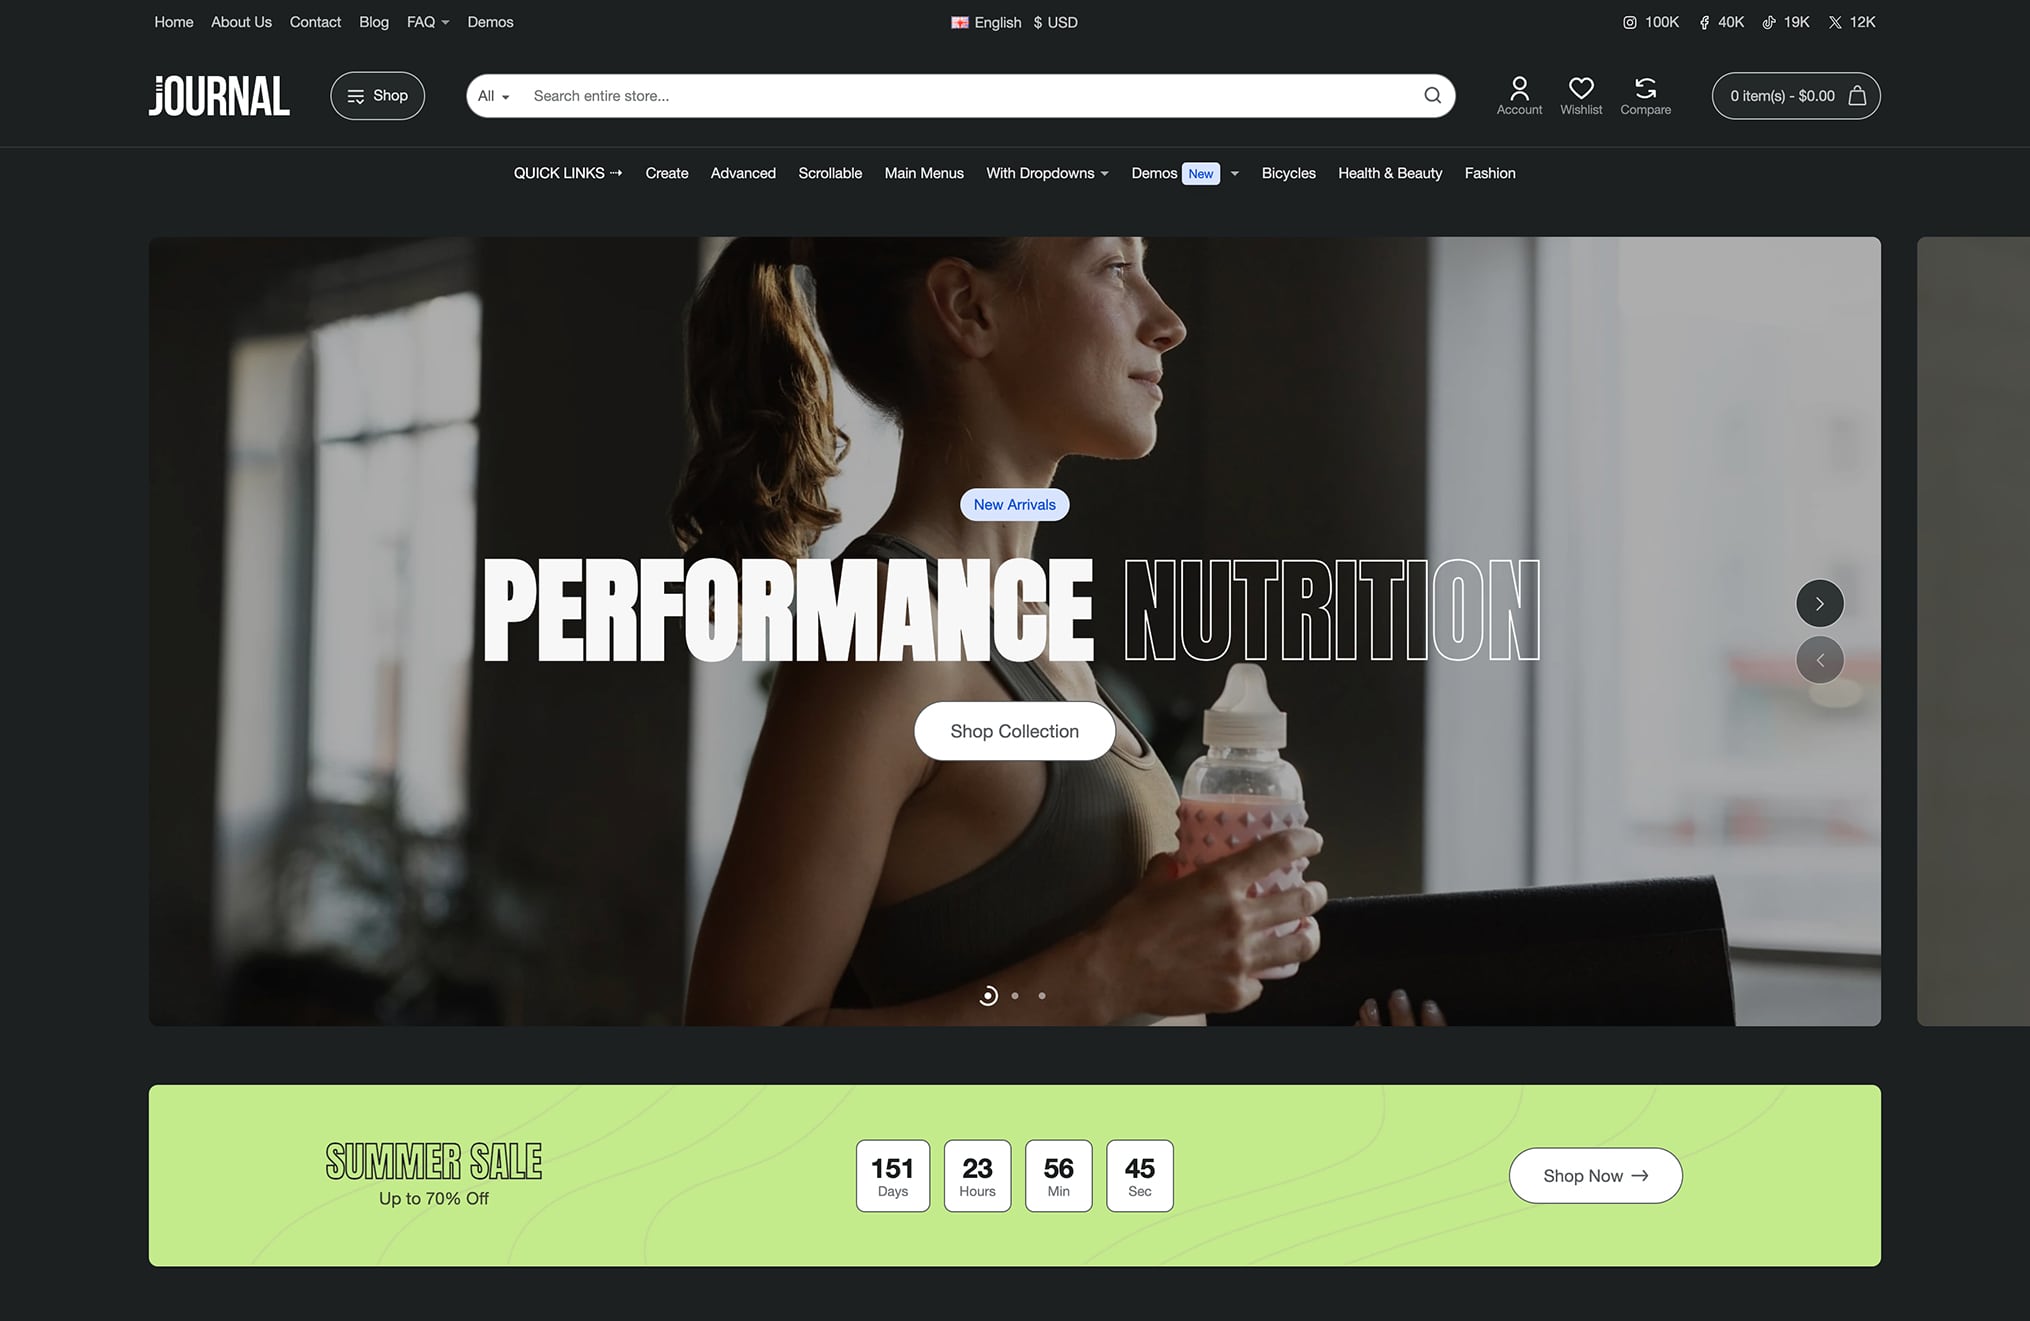 Home About Us Contact Blog FAQ Demos English $ USD 100K 40K 19K 12K
JOURNAL Shop All Search entire store... Account Wishlist Compare 0 item(s) - $0.00
QUICK LINKS Create Advanced Scrollable Main Menus With Dropdowns Demos New Bicycles Health & Beauty Fashion
New Arrivals
PERFORMANCE NUTRITION
Shop Collection
SUMMER SALE
Up to 70% Off
151 23 56 45
Days Hours Min Sec
Shop Now →